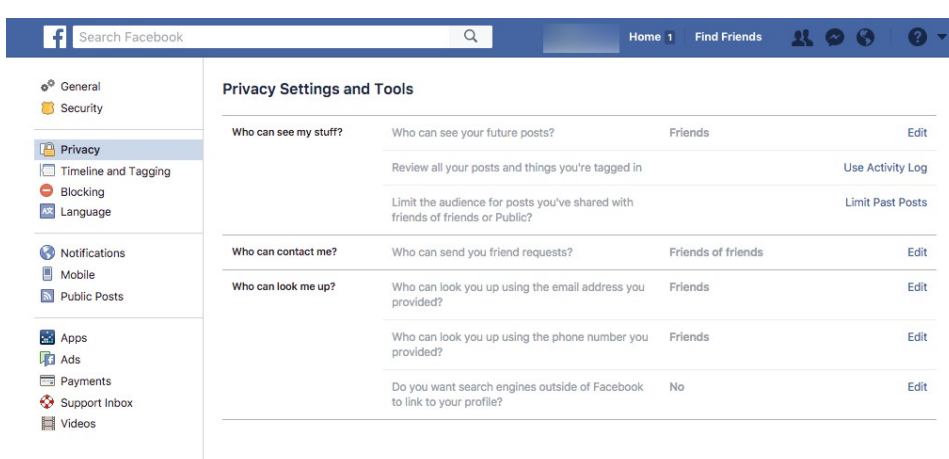 f
Search Facebook
Home 1
Find Friends
?
General
Security
Privacy
Timeline and Tagging
Blocking
Language
Notifications
Mobile
Public Posts
Apps
Ads
Payments
Support Inbox
Videos
Privacy Settings and Tools
Who can see my stuff?
Who can see your future posts?
Friends
Edit
Review all your posts and things you're tagged in
Use Activity Log
Limit the audience for posts you've shared with
friends of friends or Public?
Limit Past Posts
Who can contact me?
Who can send you friend requests?
Friends of friends
Edit
Who can look me up?
Who can look you up using the email address you
provided?
Friends
Edit
Who can look you up using the phone number you
provided?
Friends
Edit
Do you want search engines outside of Facebook
to link to your profile?
No
Edit